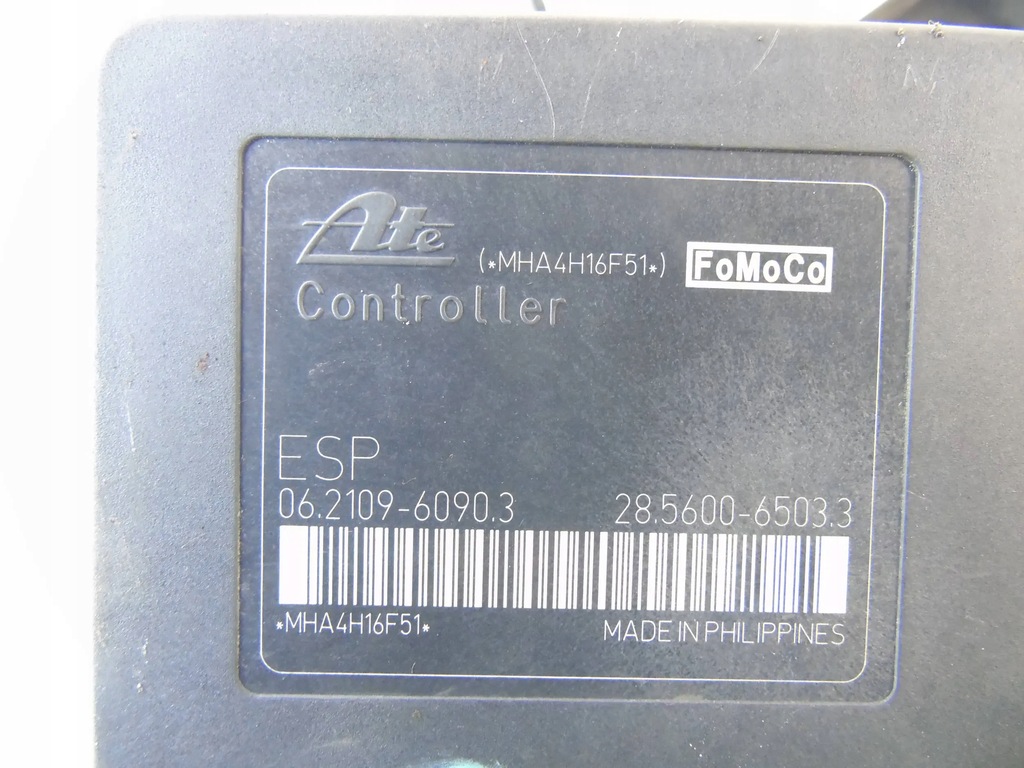 Ate (*MHA4H16F51*) FoMoCo
Controller
ESP
06.2109-6090.3 28.5600-6503.3
*MHA4H16F51* MADE IN PHILIPPINES